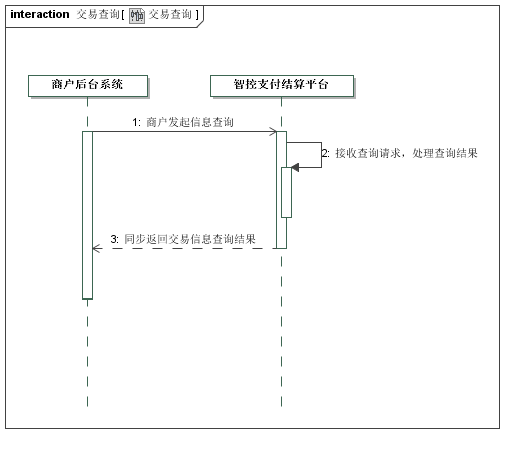 interaction 交易查询[ 交易查询 ]
商户后台系统
智控支付结算平台
1: 商户发起信息查询
2: 接收查询请求，处理查询结果
3: 同步返回交易信息查询结果